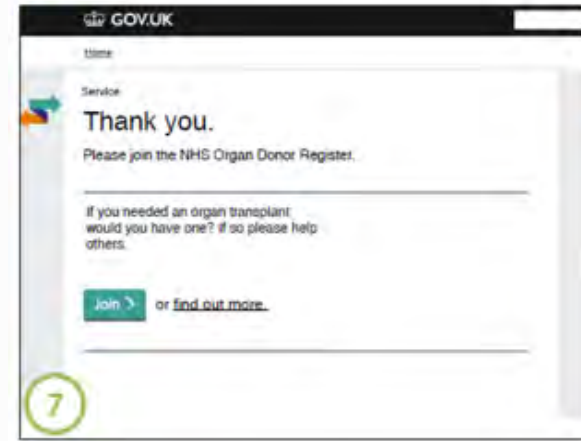 GOV.UK
Home
Service
Thank you.
Please join the NHS Organ Donor Register.
If you needed an organ transplant
would you have one? if so please help
others.
Join > or find out more.
7